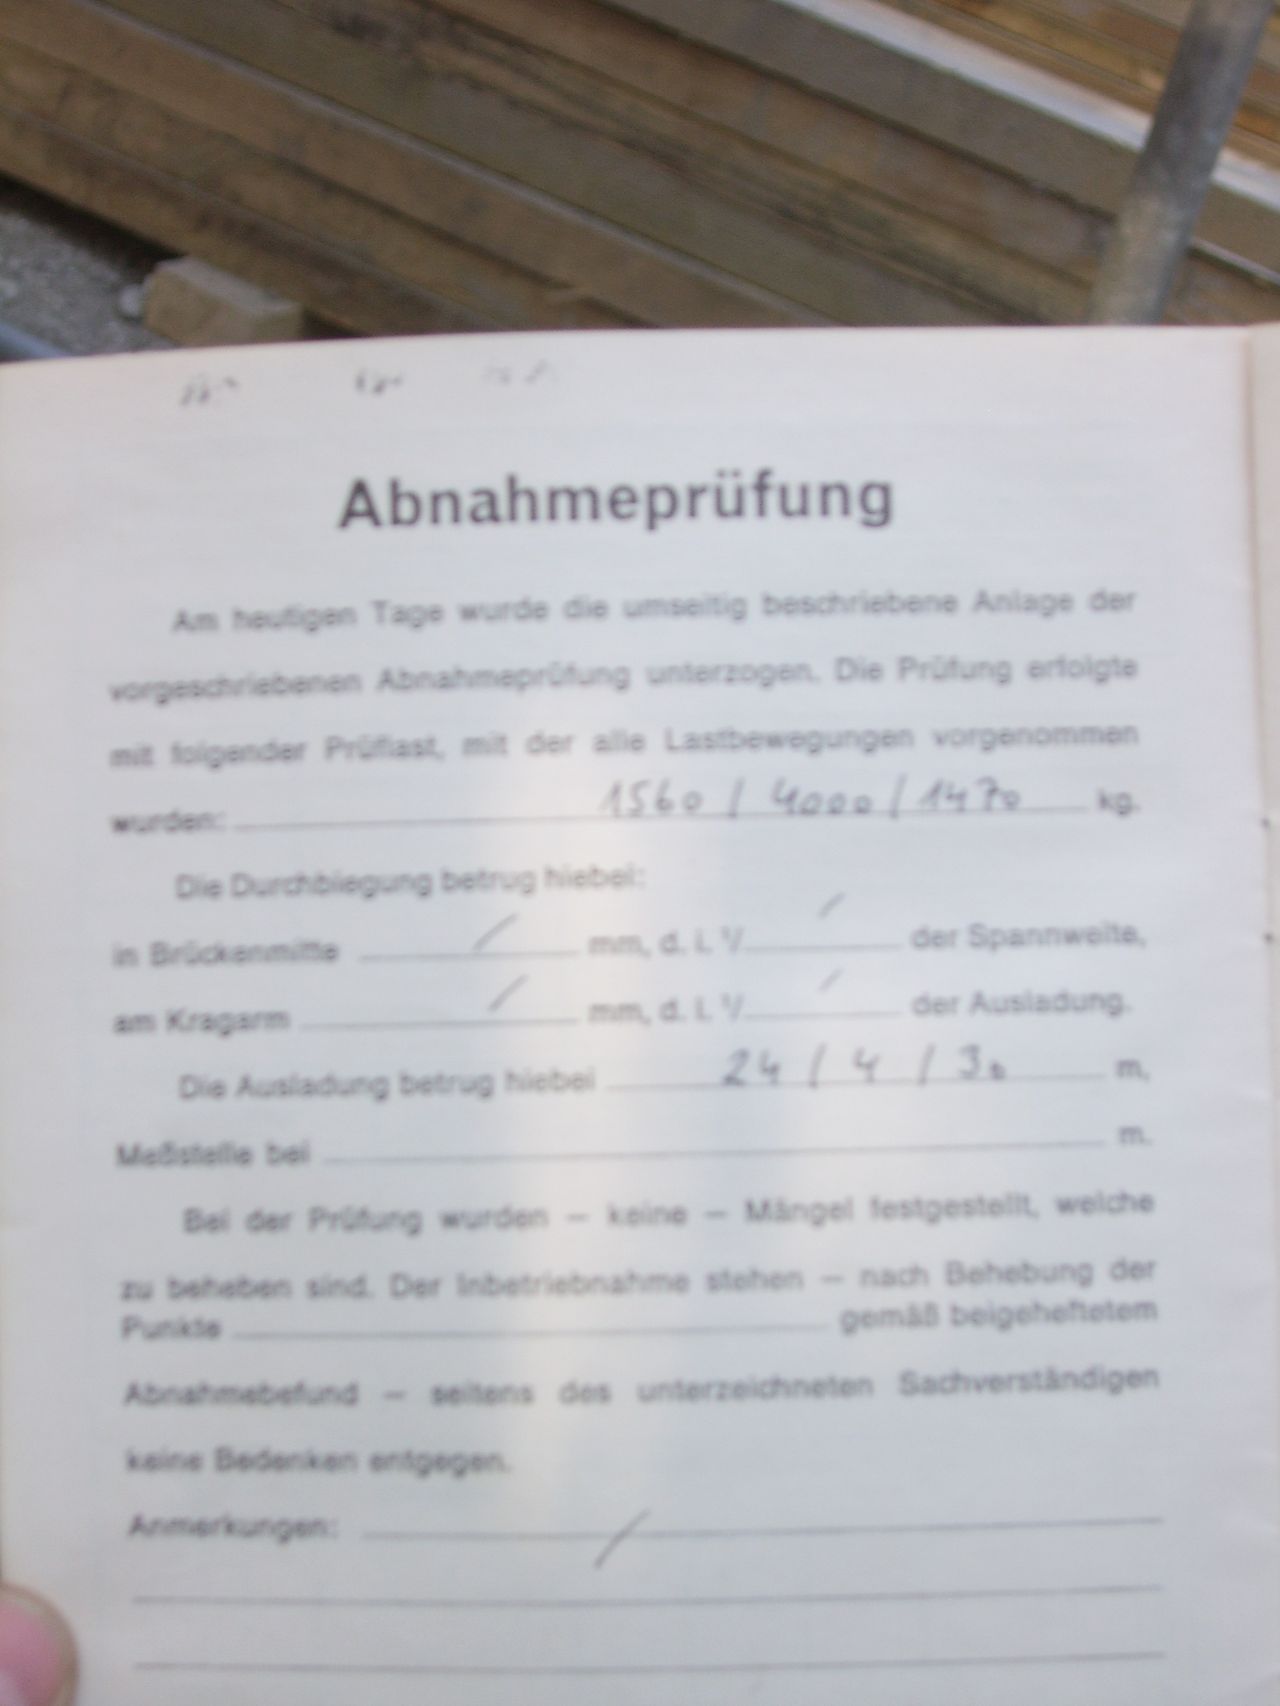 Abnahmeprüfung
Am heutigen Tage wurde die umseitig beschriebene Anlage der
vorgeschriebenen Abnahmeprüfung unterzogen. Die Prüfung erfolgte
mit folgender Prüflast, mit der alle Lastbewegungen vorgenommen
wurden: 1560 / 4000 / 1470 kg.
Die Durchbiegung betrug hiebei:
in Brückenmitte / mm, d. i. ¹/ / der Spannweite,
am Kragarm / mm, d. i. ¹/ / der Ausladung.
Die Ausladung betrug hiebei 24 / 4 / 30 m,
Meßstelle bei m.
Bei der Prüfung wurden — keine — Mängel festgestellt, welche
zu beheben sind. Der Inbetriebnahme stehen — nach Behebung der
Punkte gemäß beigeheftetem
Abnahmebefund — seitens des unterzeichneten Sachverständigen
keine Bedenken entgegen.
Anmerkungen: /